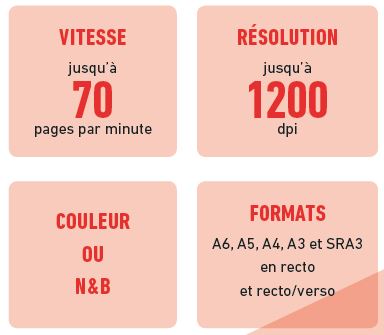 VITESSE
jusqu'à
70
pages par minute
RÉSOLUTION
jusqu'à
1200
dpi
COULEUR
OU
N&B
FORMATS
A6, A5, A4, A3 et SRA3
en recto
et recto/verso